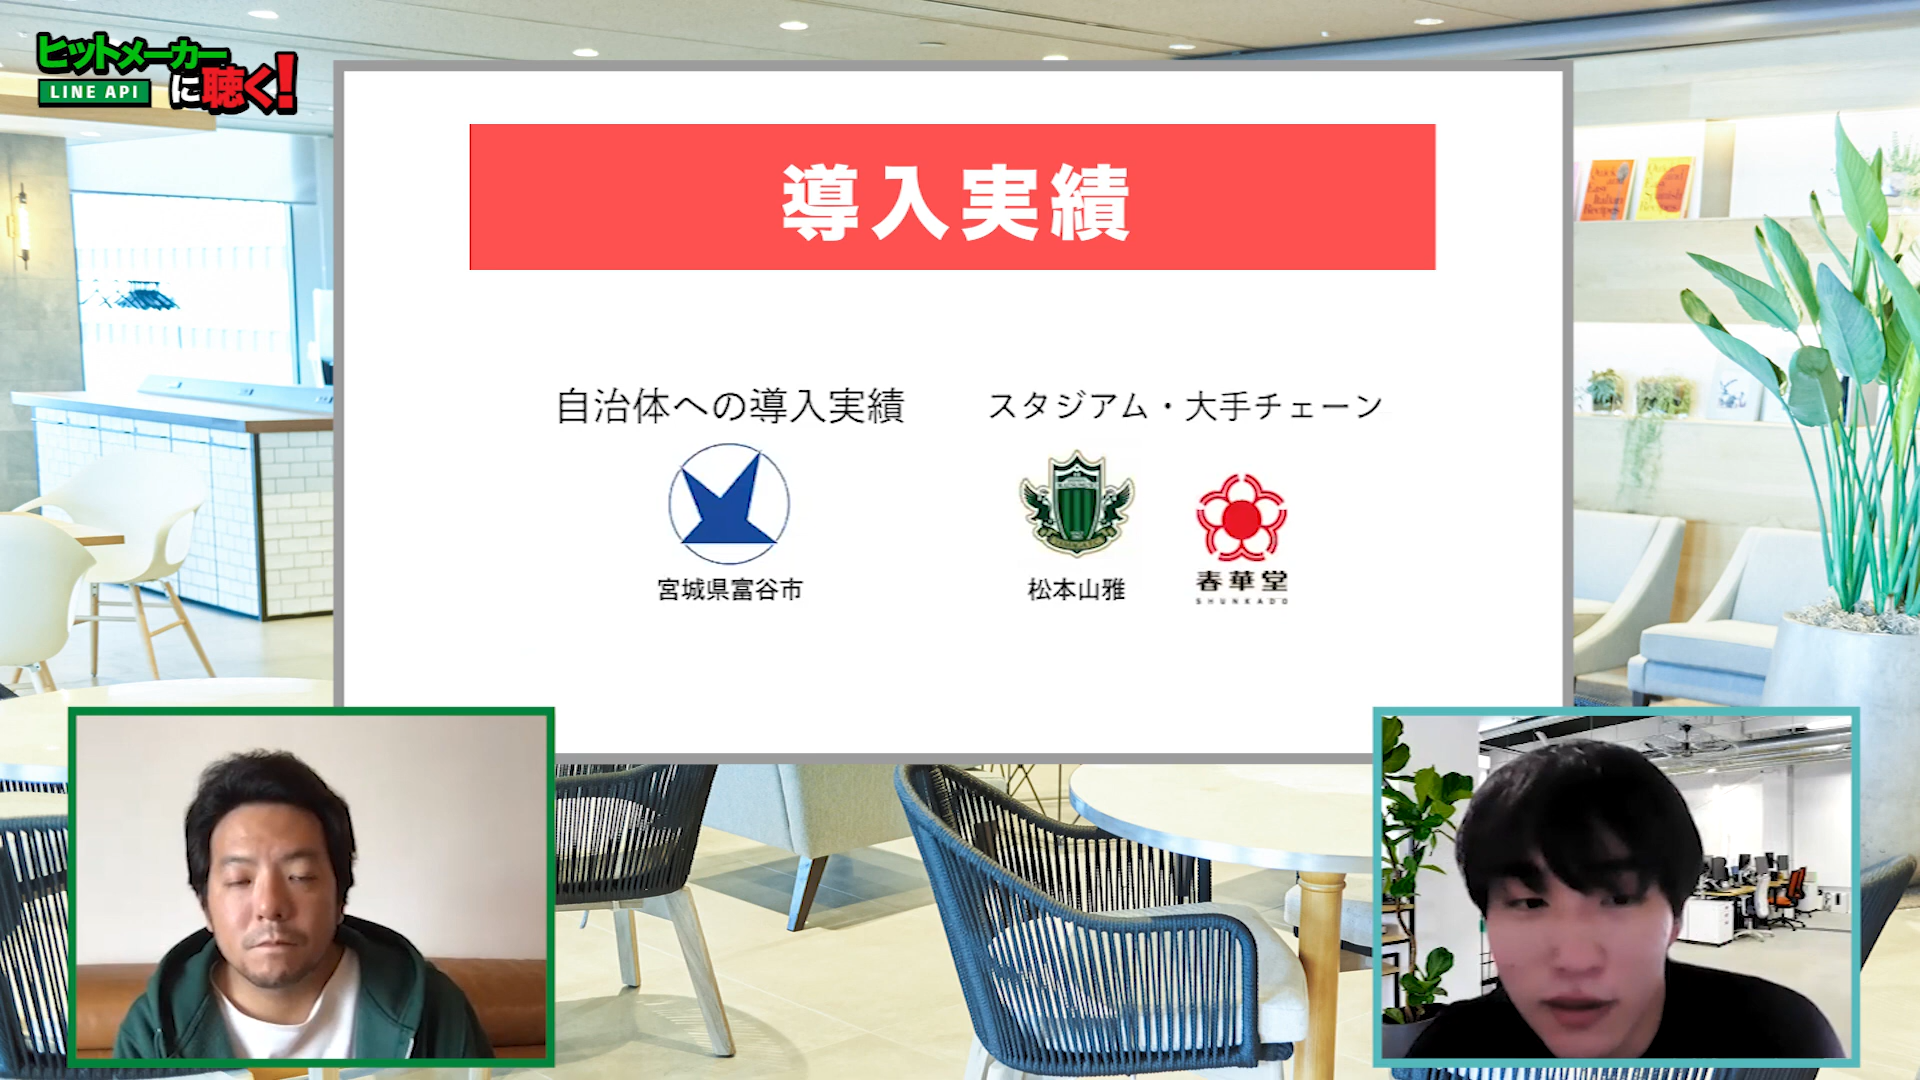 ヒットメーカー
に聴く!
LINE API
導入実績
自治体への導入実績
スタジアム・大手チェーン
宮城県富谷市
松本山雅
春華堂
SHUNKADO